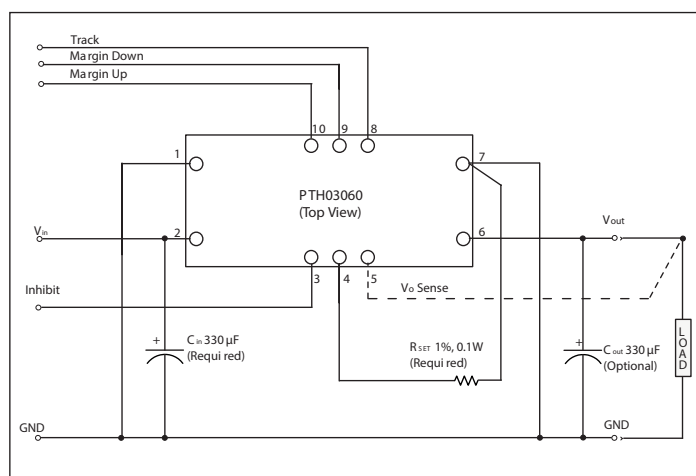 Track
Margin Down
Margin Up
10 9 8
1
7
PTH03060
(Top View)
Vin
2
6
Vout
3 4 5
Inhibit
Vo Sense
+
Cin 330 µF
(Requi red)
RSET 1%, 0.1W
(Requi red)
+
Cout 330 µF
(Optional)
LOAD
GND
GND